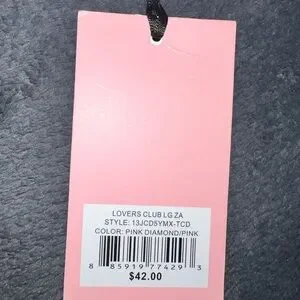 LOVERS CLUB LG ZA
STYLE: 13JCD5YMX-TCD
COLOR: PINK DIAMOND/PINK
8 85919 77429 3
$42.00